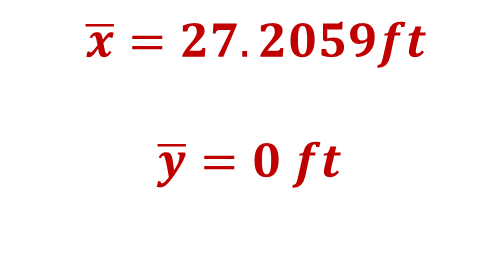 x̅ = 27.2059ft
y̅ = 0 ft